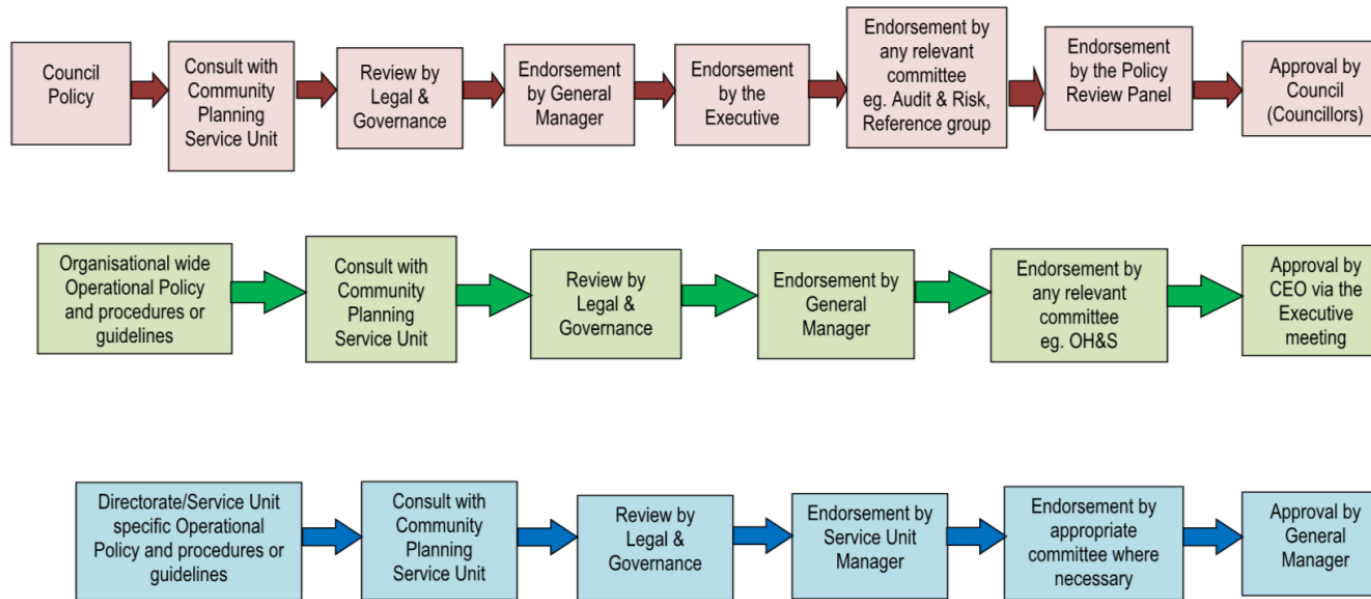 Council
Policy
Consult with
Community
Planning
Service Unit
Review by
Legal &
Governance
Endorsement
by General
Manager
Endorsement
by the
Executive
Endorsement by
any relevant
committee
eg. Audit & Risk,
Reference group
Endorsement
by the Policy
Review Panel
Approval by
Council
(Councillors)
Organisational wide
Operational Policy
and procedures or
guidelines
Consult with
Community
Planning
Service Unit
Review by
Legal &
Governance
Endorsement by
General
Manager
Endorsement by
any relevant
committee
eg. OH&S
Approval by
CEO via the
Executive
meeting
Directorate/Service Unit
specific Operational
Policy and procedures or
guidelines
Consult with
Community
Planning
Service Unit
Review by
Legal &
Governance
Endorsement by
Service Unit
Manager
Endorsement by
appropriate
committee where
necessary
Approval by
General
Manager